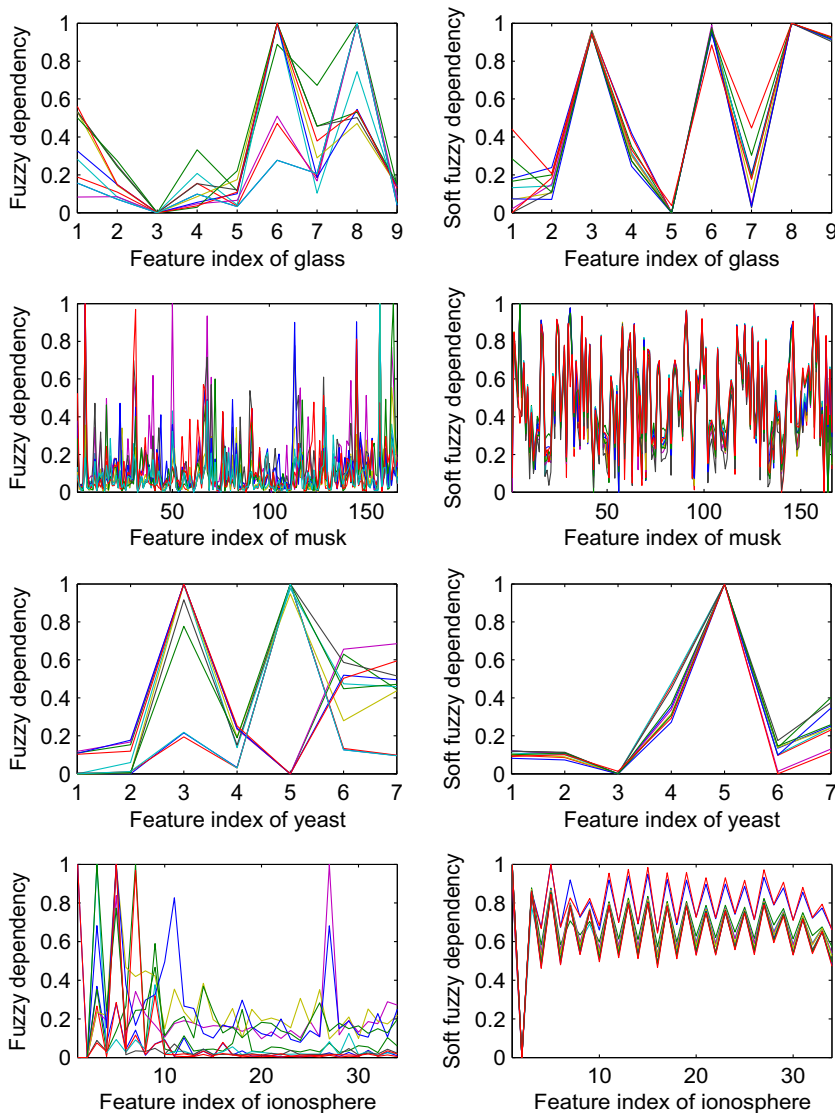 1
0.8
0.6
0.4
0.2
0
Fuzzy dependency
1 2 3 4 5 6 7 8 9
Feature index of glass
1
0.8
0.6
0.4
0.2
0
Soft fuzzy dependency
1 2 3 4 5 6 7 8 9
Feature index of glass
1
0.8
0.6
0.4
0.2
0
Fuzzy dependency
50 100 150
Feature index of musk
1
0.8
0.6
0.4
0.2
0
Soft fuzzy dependency
50 100 150
Feature index of musk
1
0.8
0.6
0.4
0.2
0
Fuzzy dependency
1 2 3 4 5 6 7
Feature index of yeast
1
0.8
0.6
0.4
0.2
0
Soft fuzzy dependency
1 2 3 4 5 6 7
Feature index of yeast
1
0.8
0.6
0.4
0.2
0
Fuzzy dependency
10 20 30
Feature index of ionosphere
1
0.8
0.6
0.4
0.2
0
Soft fuzzy dependency
10 20 30
Feature index of ionosphere